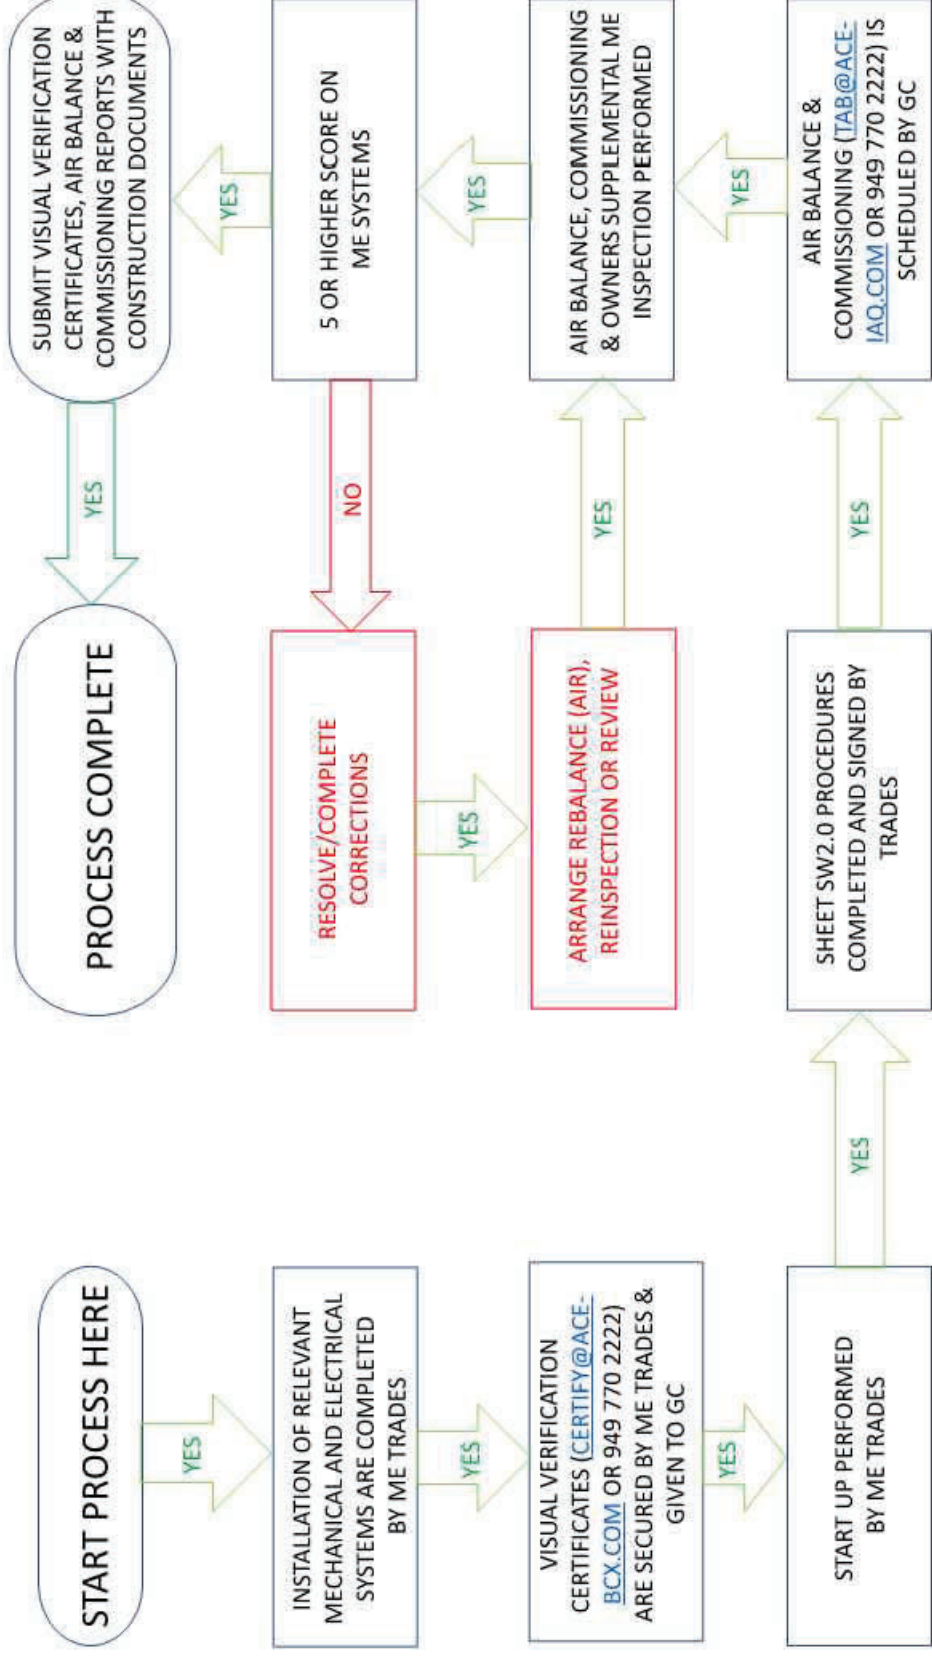 START PROCESS HERE
YES
INSTALLATION OF RELEVANT
MECHANICAL AND ELECTRICAL
SYSTEMS ARE COMPLETED
BY ME TRADES
YES
VISUAL VERIFICATION
CERTIFICATES (CERTIFY@ACE-
BCX.COM OR 949 770 2222)
ARE SECURED BY ME TRADES &
GIVEN TO GC
YES
START UP PERFORMED
BY ME TRADES
YES
SHEET SW2.0 PROCEDURES
COMPLETED AND SIGNED BY
TRADES
YES
AIR BALANCE &
COMMISSIONING (TAB@ACE-
IAQ.COM OR 949 770 2222) IS
SCHEDULED BY GC
YES
AIR BALANCE, COMMISSIONING
& OWNERS SUPPLEMENTAL ME
INSPECTION PERFORMED
YES
5 OR HIGHER SCORE ON
ME SYSTEMS
NO
RESOLVE/COMPLETE
CORRECTIONS
YES
ARRANGE REBALANCE (AIR),
REINSPECTION OR REVIEW
YES
YES
SUBMIT VISUAL VERIFICATION
CERTIFICATES, AIR BALANCE &
COMMISSIONING REPORTS WITH
CONSTRUCTION DOCUMENTS
YES
PROCESS COMPLETE